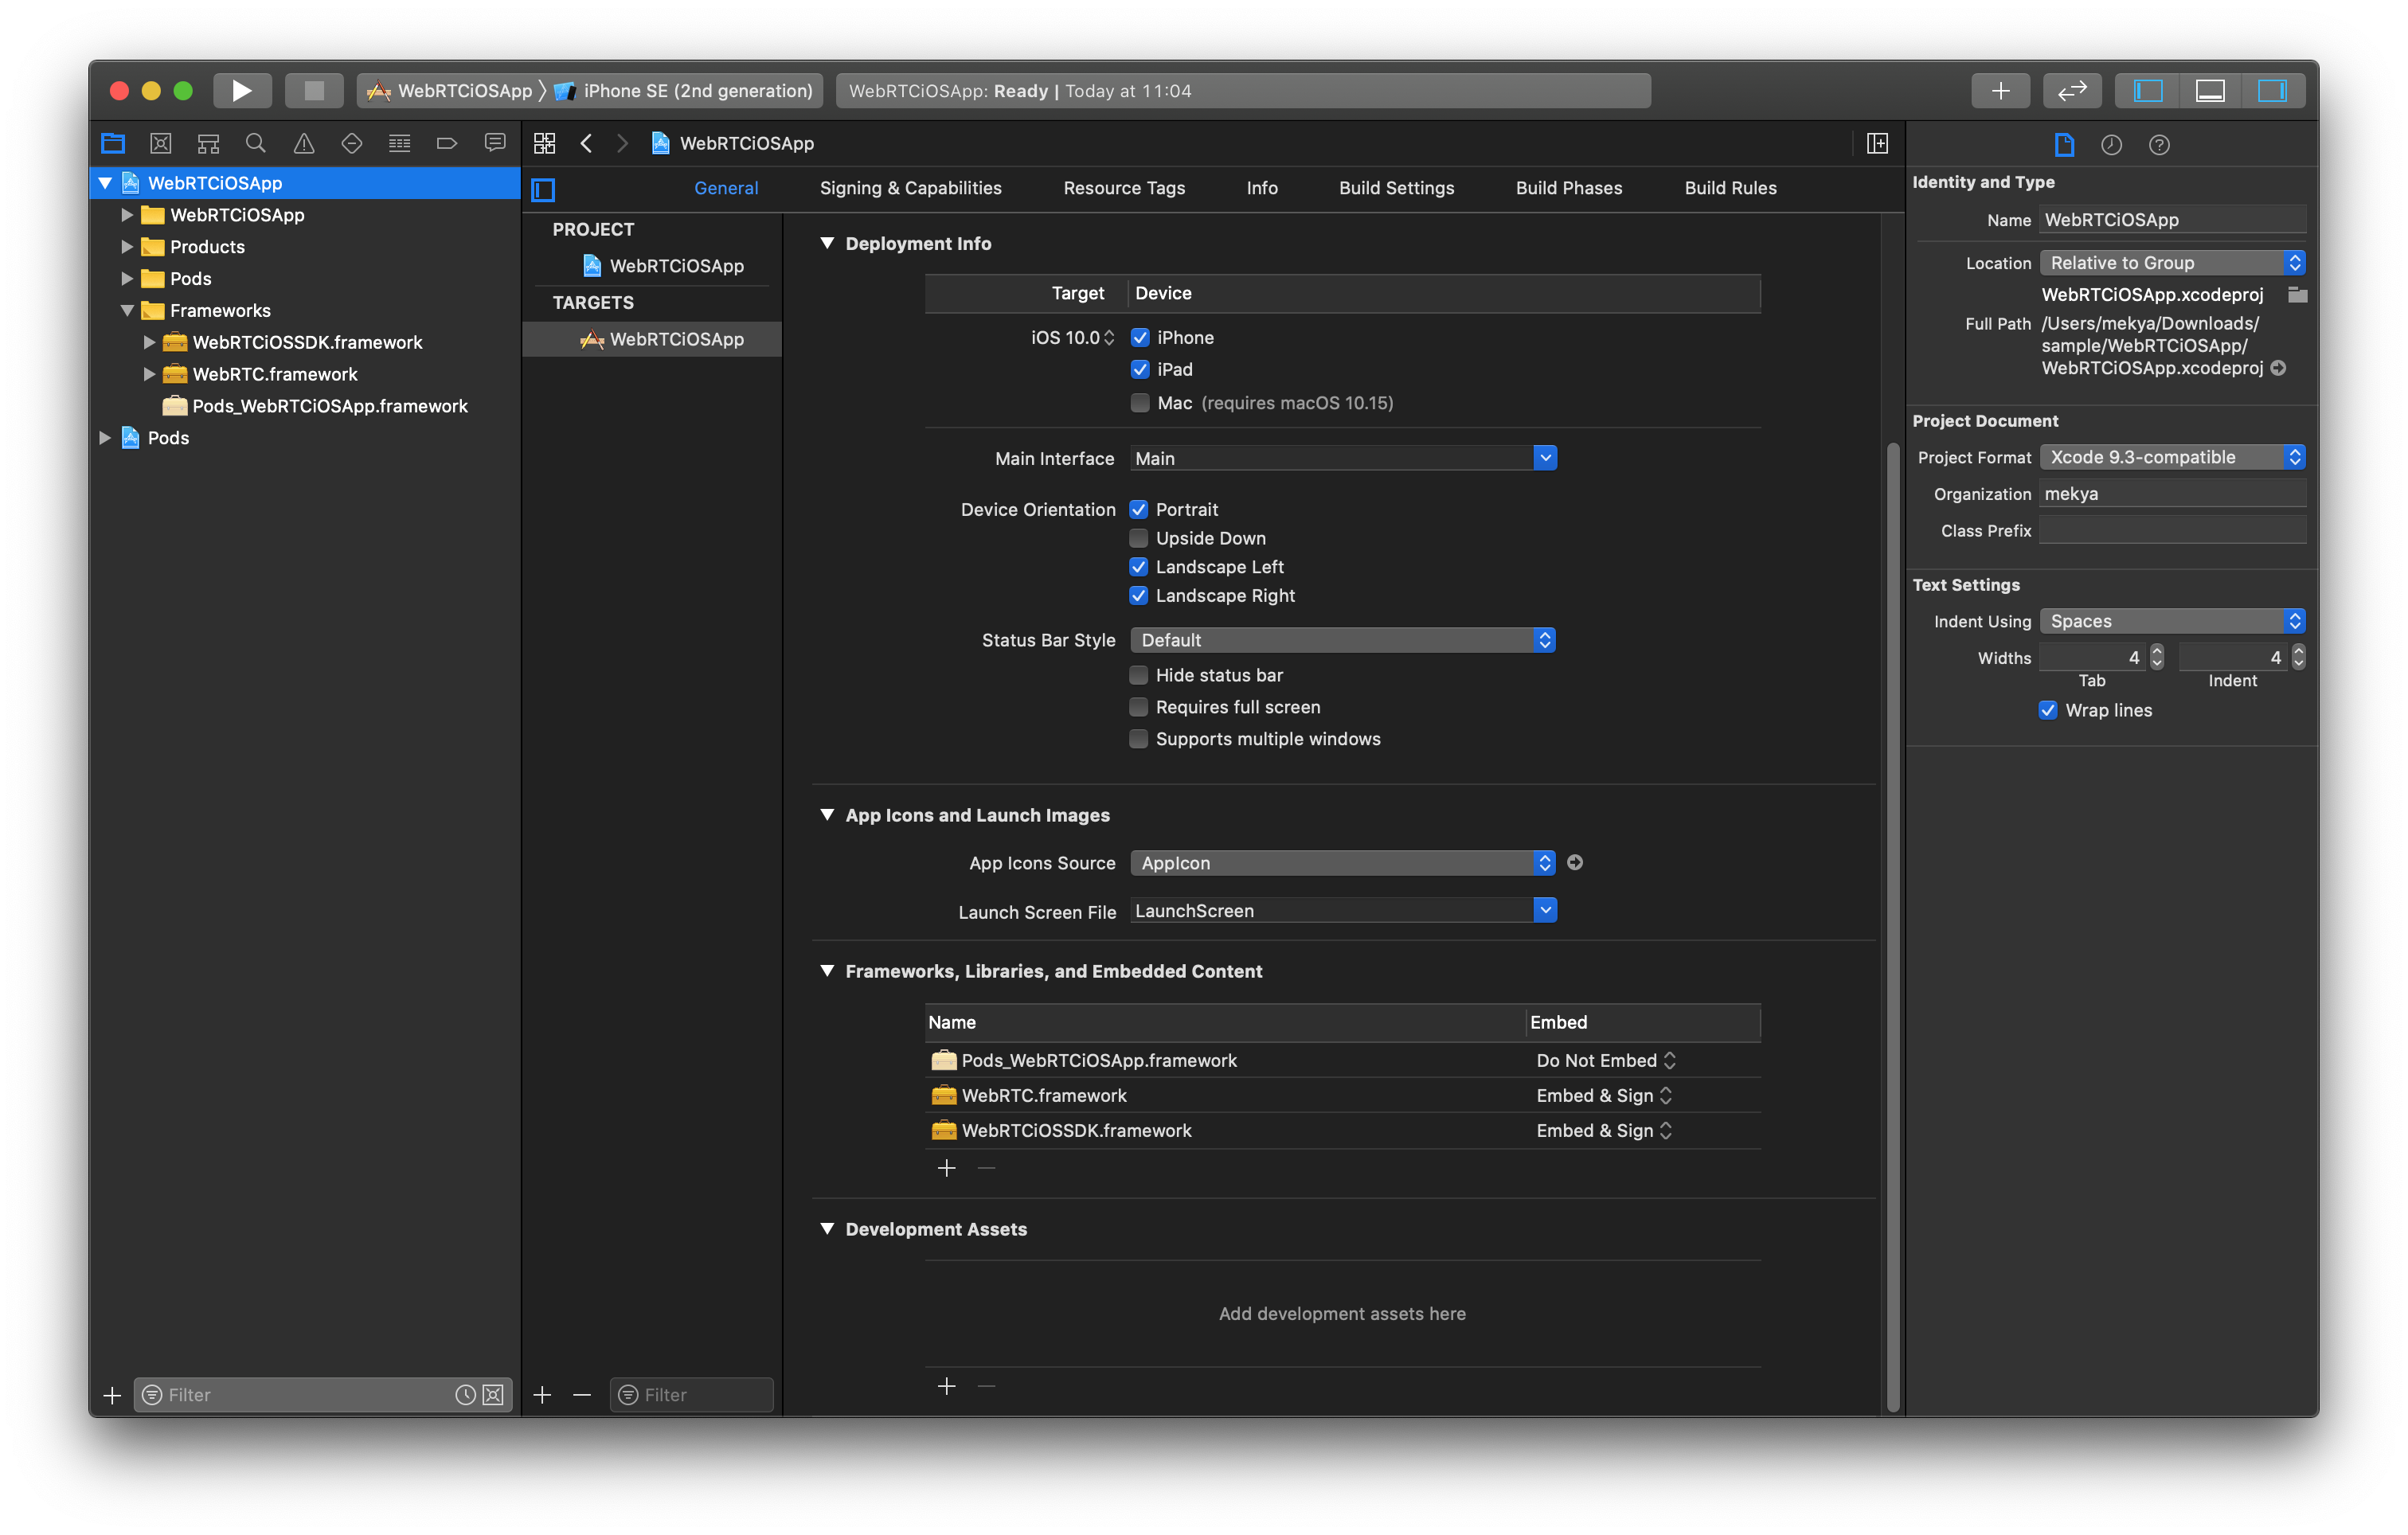 WebRTCiOSApp 〉 iPhone SE (2nd generation)
WebRTCiOSApp: Ready | Today at 11:04
WebRTCiOSApp
WebRTCiOSApp
Products
Pods
Frameworks
WebRTCiOSSDK.framework
WebRTC.framework
Pods_WebRTCiOSApp.framework
Pods
Filter
WebRTCiOSApp
General Signing & Capabilities Resource Tags Info Build Settings Build Phases Build Rules
PROJECT
WebRTCiOSApp
TARGETS
WebRTCiOSApp
Filter
Deployment Info
Target Device
iOS 10.0 iPhone
iPad
Mac (requires macOS 10.15)
Main Interface Main
Device Orientation Portrait
Upside Down
Landscape Left
Landscape Right
Status Bar Style Default
Hide status bar
Requires full screen
Supports multiple windows
App Icons and Launch Images
App Icons Source AppIcon
Launch Screen File LaunchScreen
Frameworks, Libraries, and Embedded Content
Name Embed
Pods_WebRTCiOSApp.framework Do Not Embed
WebRTC.framework Embed & Sign
WebRTCiOSSDK.framework Embed & Sign
Development Assets
Add development assets here
Identity and Type
Name WebRTCiOSApp
Location Relative to Group
WebRTCiOSApp.xcodeproj
Full Path /Users/mekya/Downloads/
sample/WebRTCiOSApp/
WebRTCiOSApp.xcodeproj
Project Document
Project Format Xcode 9.3-compatible
Organization mekya
Class Prefix
Text Settings
Indent Using Spaces
Widths 4 4
Tab Indent
Wrap lines